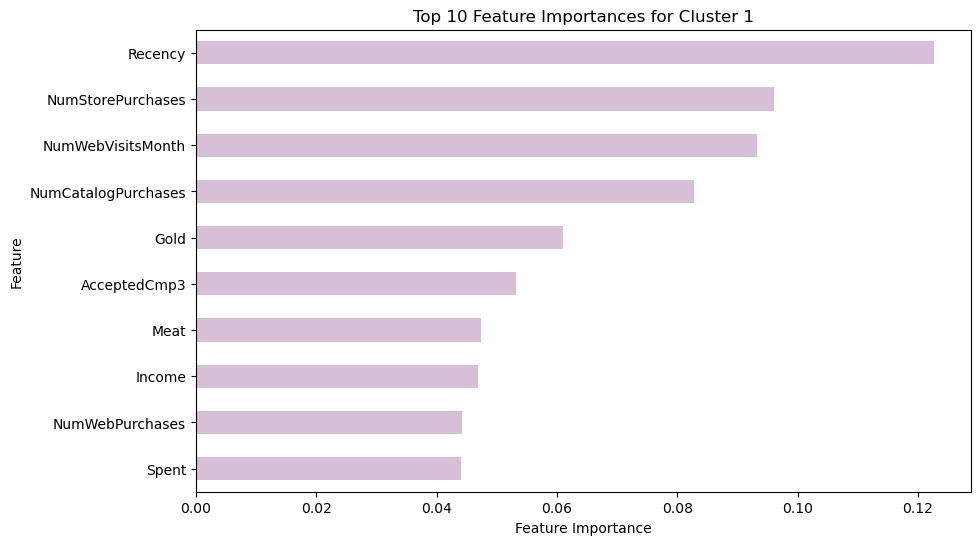 Top 10 Feature Importances for Cluster 1
Recency
NumStorePurchases
NumWebVisitsMonth
NumCatalogPurchases
Gold
AcceptedCmp3
Meat
Income
NumWebPurchases
Spent
Feature
0.00 0.02 0.04 0.06 0.08 0.10 0.12
Feature Importance